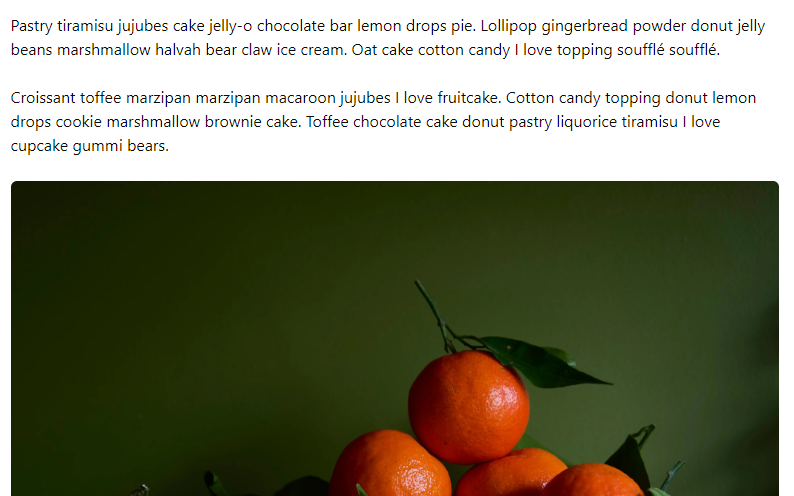 Pastry tiramisu jujubes cake jelly-o chocolate bar lemon drops pie. Lollipop gingerbread powder donut jelly
beans marshmallow halvah bear claw ice cream. Oat cake cotton candy I love topping soufflé soufflé.
Croissant toffee marzipan marzipan macaroon jujubes I love fruitcake. Cotton candy topping donut lemon
drops cookie marshmallow brownie cake. Toffee chocolate cake donut pastry liquorice tiramisu I love
cupcake gummi bears.